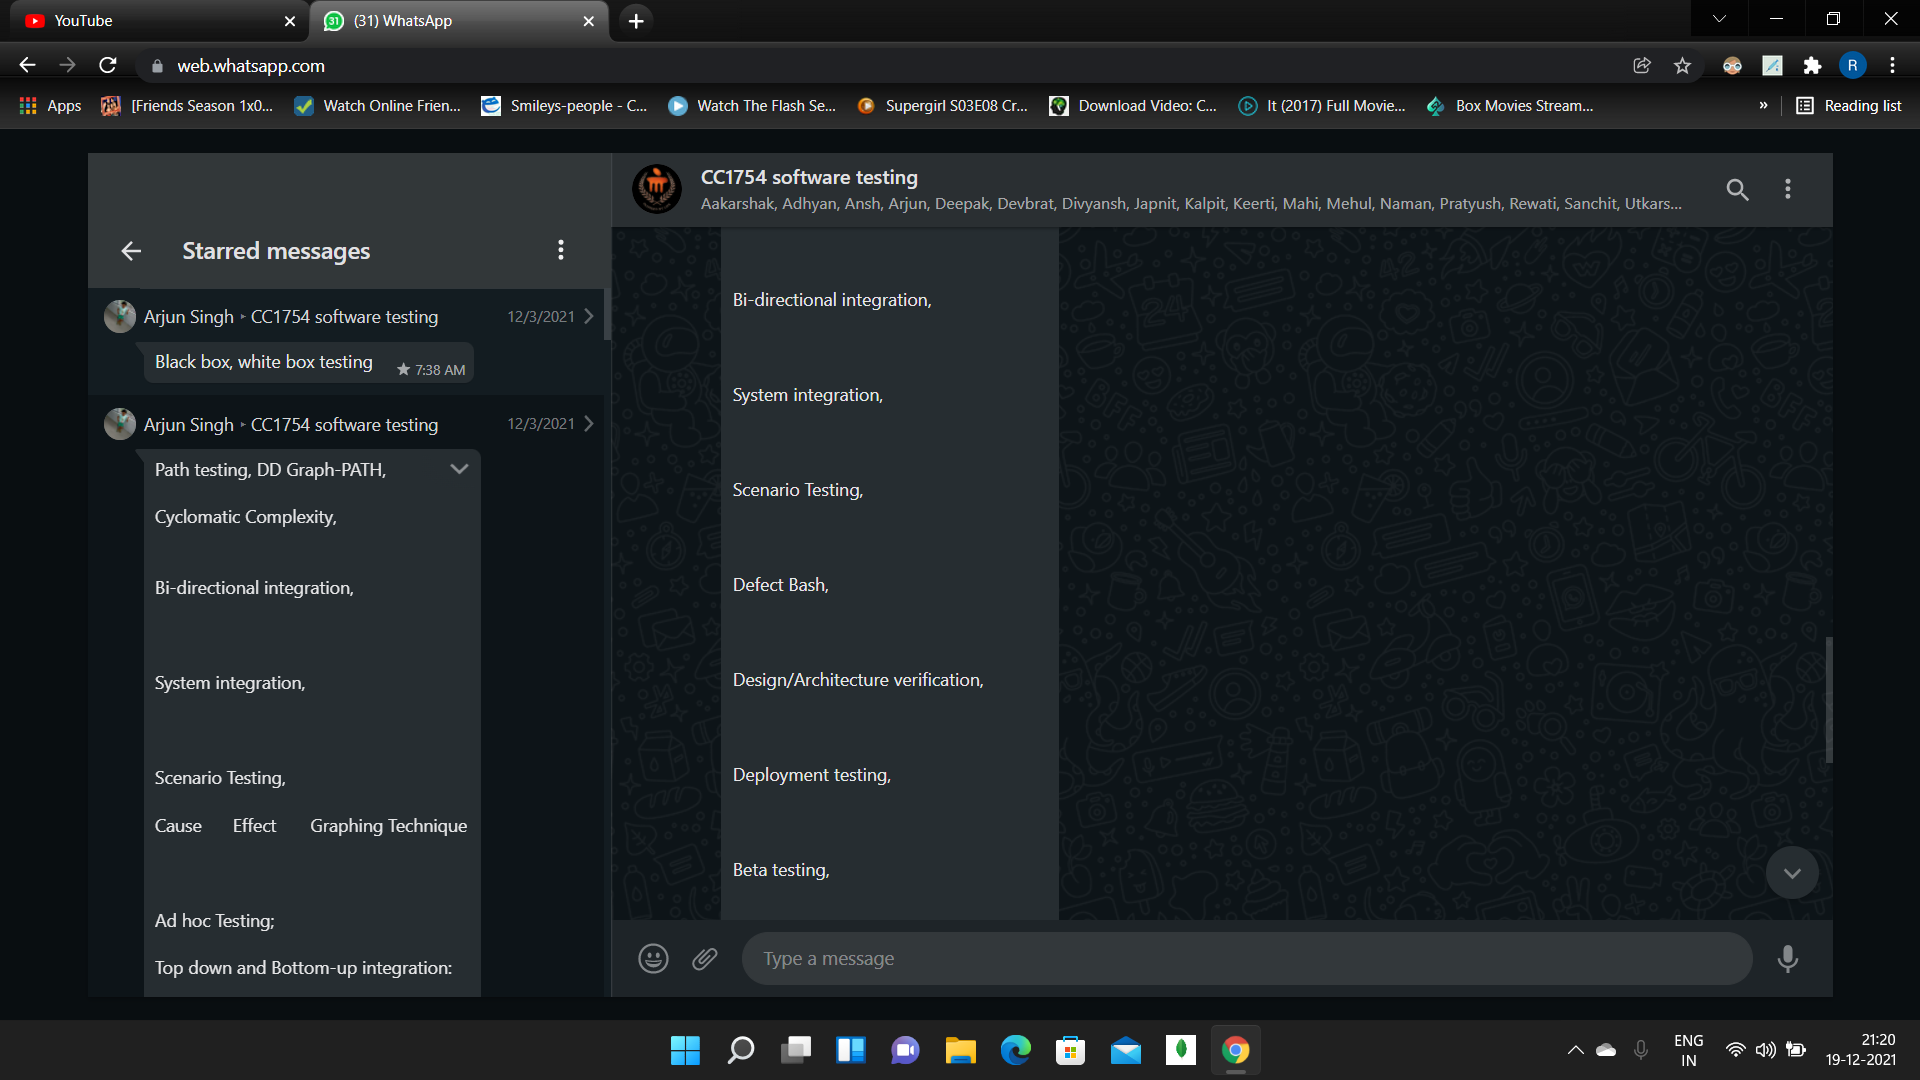 YouTube
(31) WhatsApp
web.whatsapp.com
R
Apps
[Friends Season 1x0...
Watch Online Frien...
Smileys-people - C...
Watch The Flash Se...
Supergirl S03E08 Cr...
Download Video: C...
It (2017) Full Movie...
Box Movies Stream...
»
Reading list
Starred messages
Arjun Singh ‣ CC1754 software testing 12/3/2021
Black box, white box testing
7:38 AM
Arjun Singh ‣ CC1754 software testing 12/3/2021
Path testing, DD Graph-PATH,
Cyclomatic Complexity,
Bi-directional integration,
System integration,
Scenario Testing,
Cause Effect Graphing Technique
Ad hoc Testing;
Top down and Bottom-up integration:
CC1754 software testing
Aakarshak, Adhyan, Ansh, Arjun, Deepak, Devbrat, Divyansh, Japnit, Kalpit, Keerti, Mahi, Mehul, Naman, Pratyush, Rewati, Sanchit, Utkars...
Bi-directional integration,
System integration,
Scenario Testing,
Defect Bash,
Design/Architecture verification,
Deployment testing,
Beta testing,
Type a message
ENG
IN
21:20
19-12-2021